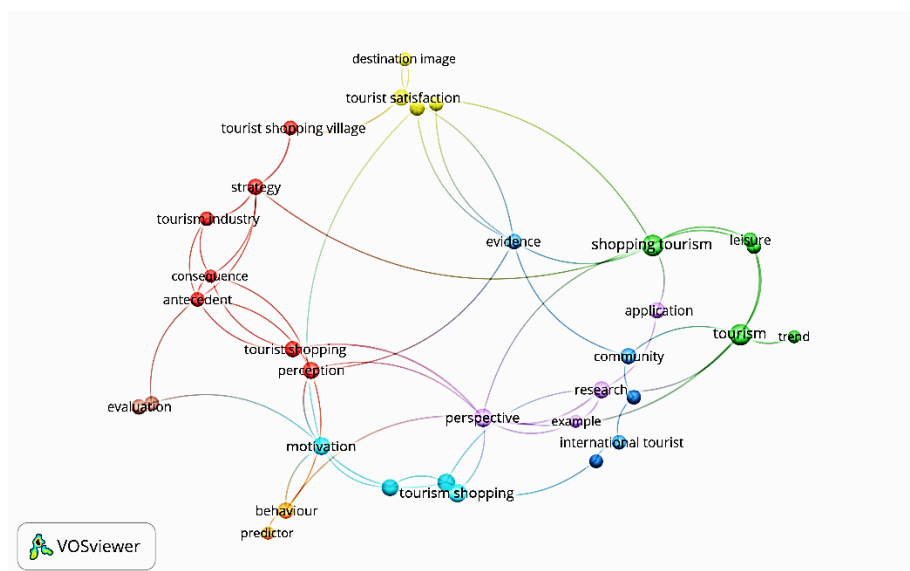 destination image
tourist satisfaction
tourist shopping village
strategy
tourism industry
evidence
shopping tourism
leisure
consequence
antecedent
application
tourism
trend
tourist shopping
community
perception
research
evaluation
perspective
example
motivation
international tourist
tourism shopping
behaviour
predictor
VOSviewer